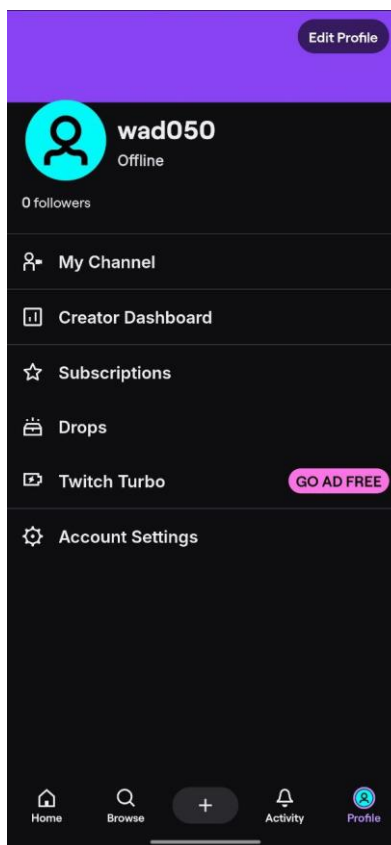 Edit Profile
wad050
Offline
0 followers
My Channel
Creator Dashboard
Subscriptions
Drops
Twitch Turbo GO AD FREE
Account Settings
Home Browse + Activity Profile